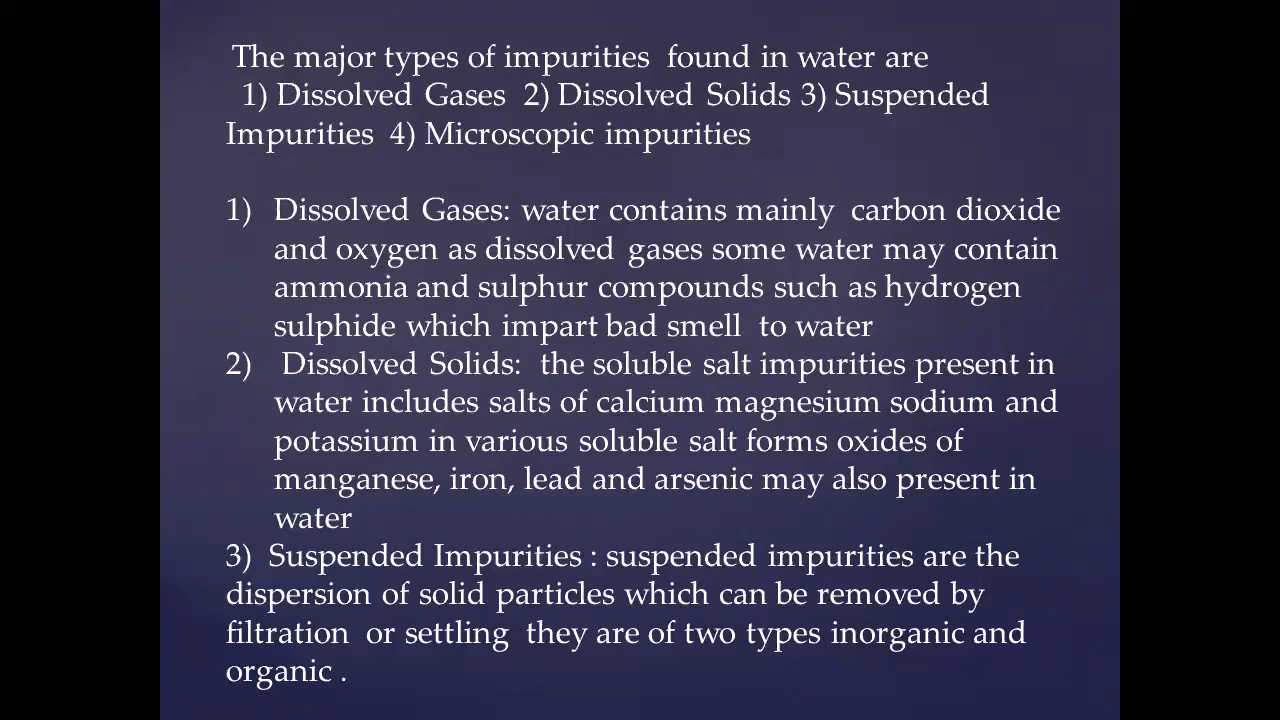 The major types of impurities found in water are
1) Dissolved Gases 2) Dissolved Solids 3) Suspended
Impurities 4) Microscopic impurities
1) Dissolved Gases: water contains mainly carbon dioxide
and oxygen as dissolved gases some water may contain
ammonia and sulphur compounds such as hydrogen
sulphide which impart bad smell to water
2) Dissolved Solids: the soluble salt impurities present in
water includes salts of calcium magnesium sodium and
potassium in various soluble salt forms oxides of
manganese, iron, lead and arsenic may also present in
water
3) Suspended Impurities : suspended impurities are the
dispersion of solid particles which can be removed by
filtration or settling they are of two types inorganic and
organic .